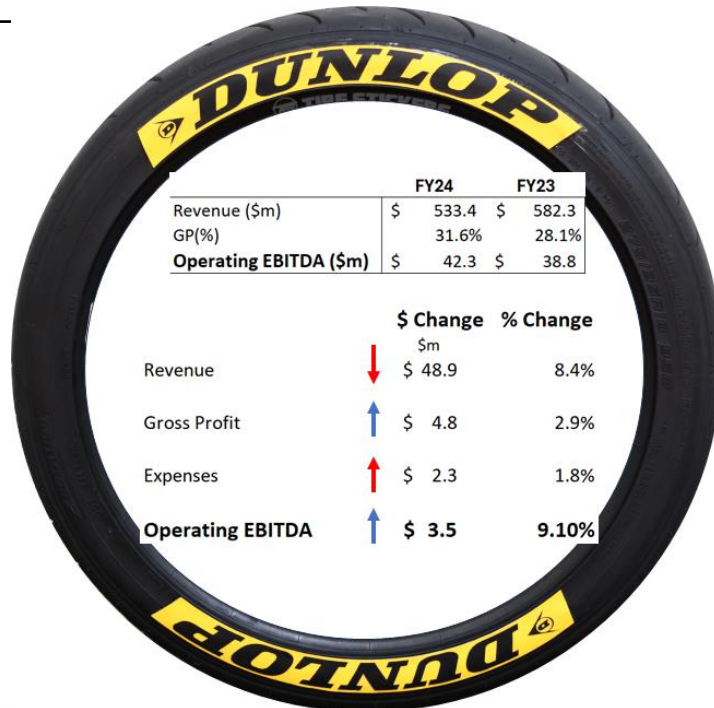 DUNLOP
TIRE STICKERS
FY24 FY23
Revenue ($m) $ 533.4 $ 582.3
GP(%) 31.6% 28.1%
Operating EBITDA ($m) $ 42.3 $ 38.8
$ Change % Change
$m
Revenue $ 48.9 8.4%
Gross Profit $ 4.8 2.9%
Expenses $ 2.3 1.8%
Operating EBITDA $ 3.5 9.10%
DUNLOP